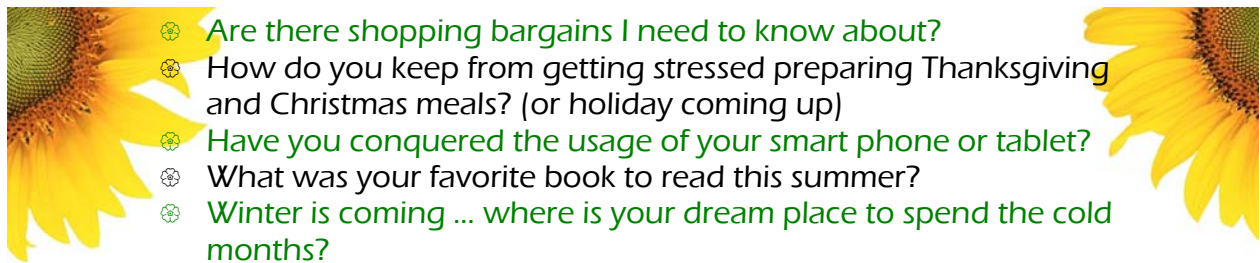 Are there shopping bargains I need to know about?
How do you keep from getting stressed preparing Thanksgiving
and Christmas meals? (or holiday coming up)
Have you conquered the usage of your smart phone or tablet?
What was your favorite book to read this summer?
Winter is coming ... where is your dream place to spend the cold
months?